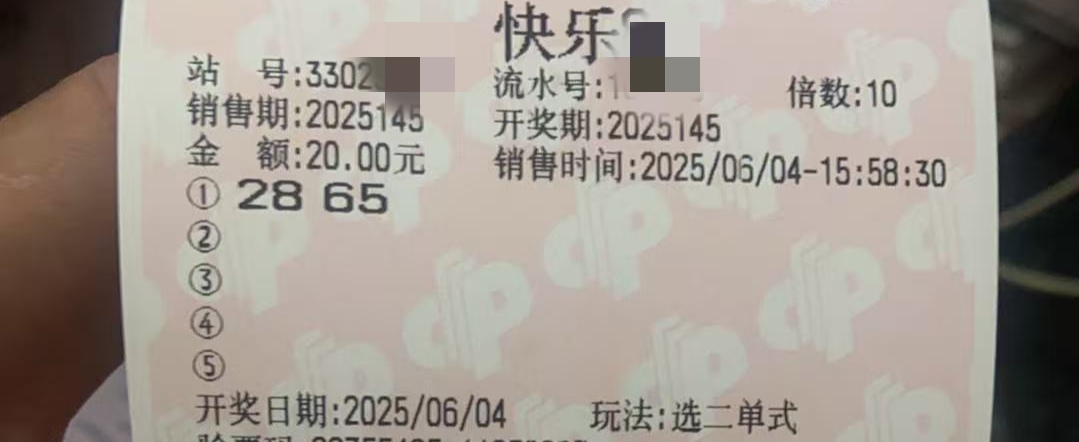 快乐
站 号:3302
流水号:1
倍数:10
销售期:2025145
开奖期:2025145
金 额:20.00元
销售时间:2025/06/04-15:58:30
① 28 65
②
③
④
⑤
开奖日期:2025/06/04
玩法:选二单式